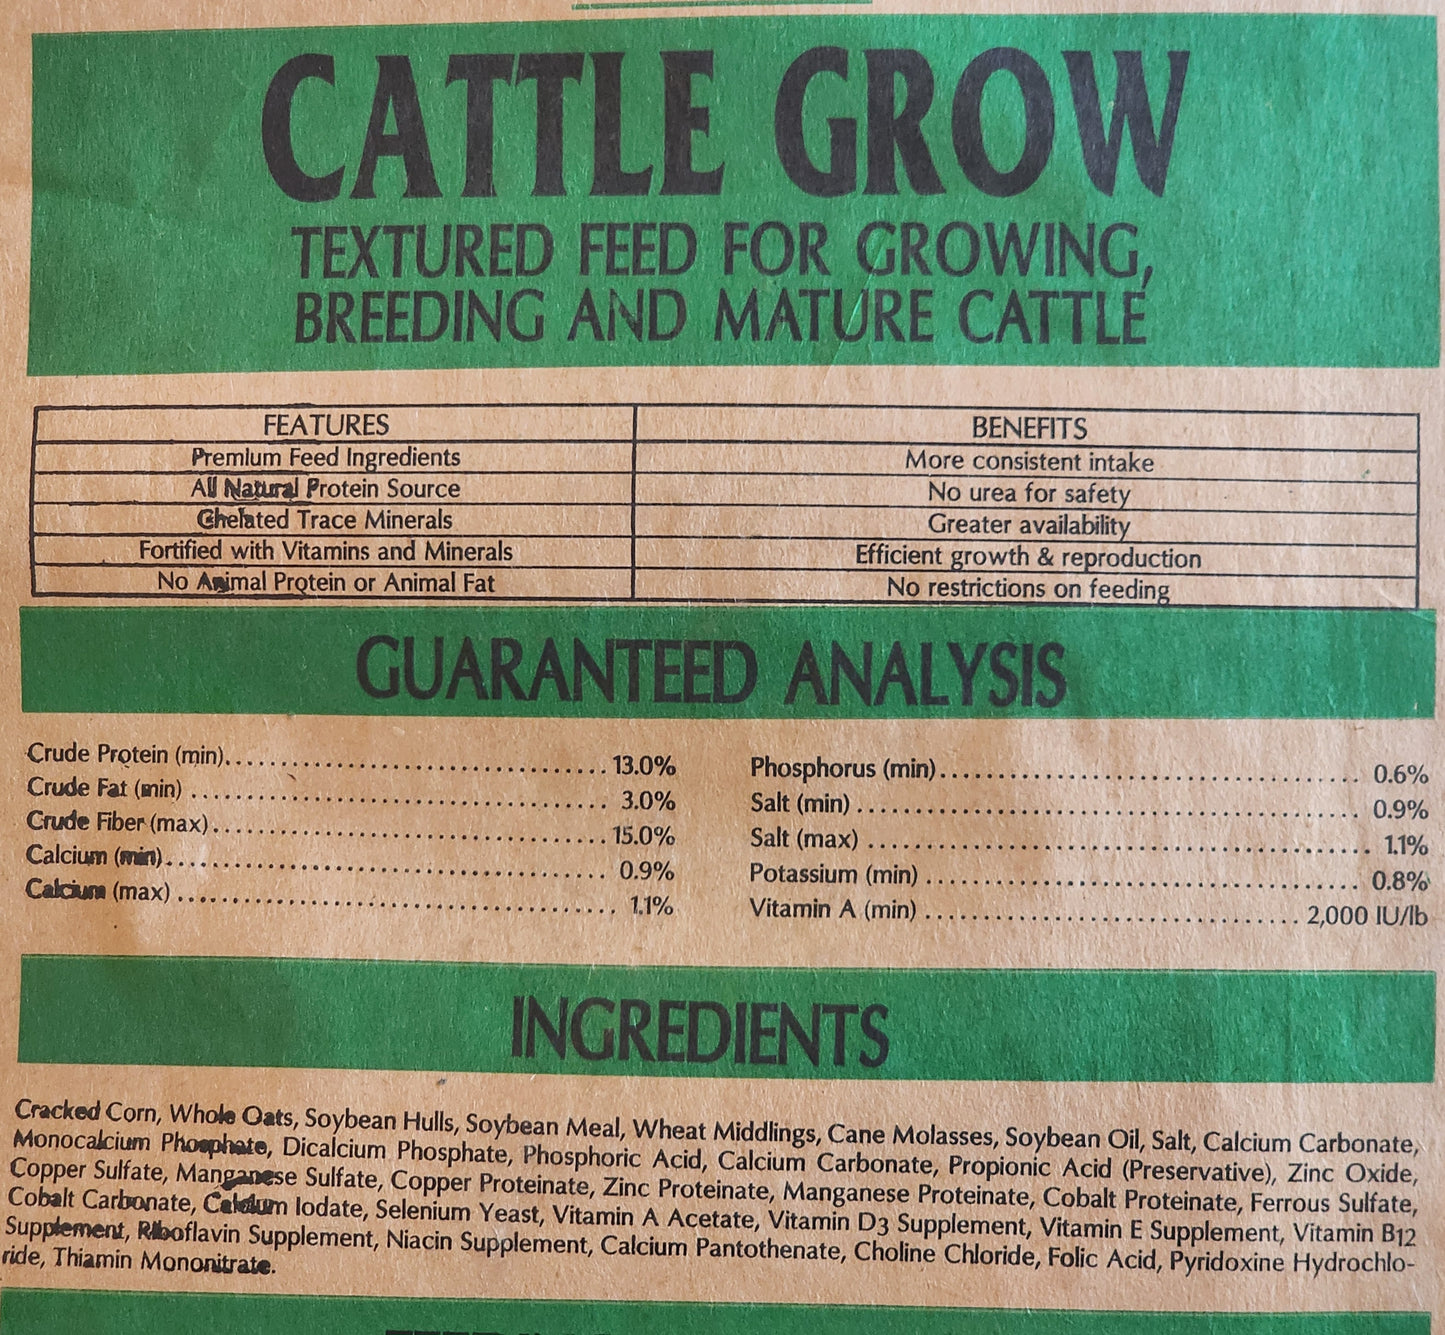 CATTLE GROW
TEXTURED FEED FOR GROWING,
BREEDING AND MATURE CATTLE
FEATURES BENEFITS
Premium Feed Ingredients More consistent intake
All Natural Protein Source No urea for safety
Chelated Trace Minerals Greater availability
Fortified with Vitamins and Minerals Efficient growth & reproduction
No Animal Protein or Animal Fat No restrictions on feeding
GUARANTEED ANALYSIS
Crude Protein (min)................................... 13.0%
Crude Fat (min) ...................................... 3.0%
Crude Fiber (max).................................... 15.0%
Calcium (min)........................................ 0.9%
Calcium (max) ........................................ 1.1%
Phosphorus (min)...................................... 0.6%
Salt (min) .............................................. 0.9%
Salt (max) .............................................. 1.1%
Potassium (min) ....................................... 0.8%
Vitamin A (min) .................................. 2,000 IU/lb
INGREDIENTS
Cracked Corn, Whole Oats, Soybean Hulls, Soybean Meal, Wheat Middlings, Cane Molasses, Soybean Oil, Salt, Calcium Carbonate,
Monocalcium Phosphate, Dicalcium Phosphate, Phosphoric Acid, Calcium Carbonate, Propionic Acid (Preservative), Zinc Oxide,
Copper Sulfate, Manganese Sulfate, Copper Proteinate, Zinc Proteinate, Manganese Proteinate, Cobalt Proteinate, Ferrous Sulfate,
Cobalt Carbonate, Calcium Iodate, Selenium Yeast, Vitamin A Acetate, Vitamin D3 Supplement, Vitamin E Supplement, Vitamin B12
Supplement, Riboflavin Supplement, Niacin Supplement, Calcium Pantothenate, Choline Chloride, Folic Acid, Pyridoxine Hydrochlo-
ride, Thiamin Mononitrate.